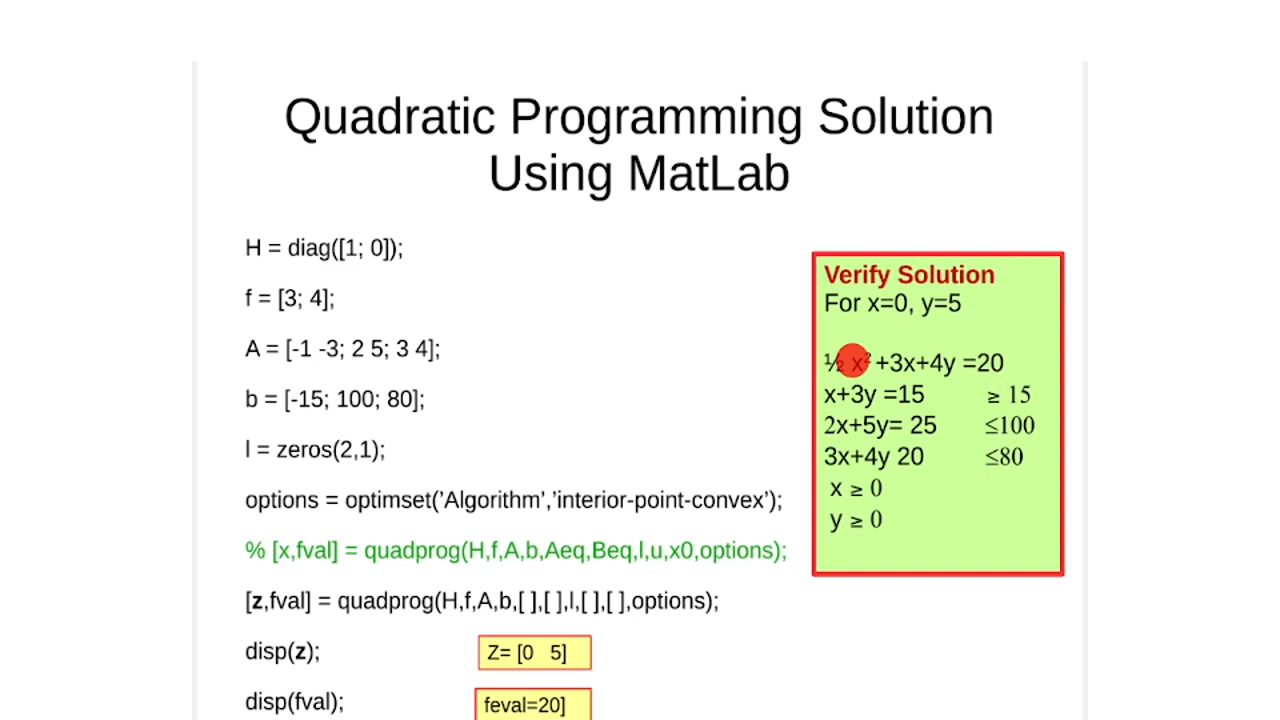 Quadratic Programming Solution
Using MatLab
H = diag([1; 0]);
f = [3; 4];
A = [-1 -3; 2 5; 3 4];
b = [-15; 100; 80];
l = zeros(2,1);
options = optimset('Algorithm','interior-point-convex');
% [x,fval] = quadprog(H,f,A,b,Aeq,Beq,l,u,x0,options);
[z,fval] = quadprog(H,f,A,b,[ ],[ ],l,[ ],[ ],options);
disp(z);
Z= [0 5]
disp(fval);
feval=20]
Verify Solution
For x=0, y=5
½ x² +3x+4y =20
x+3y =15 ≥ 15
2x+5y= 25 ≤100
3x+4y 20 ≤80
x ≥ 0
y ≥ 0